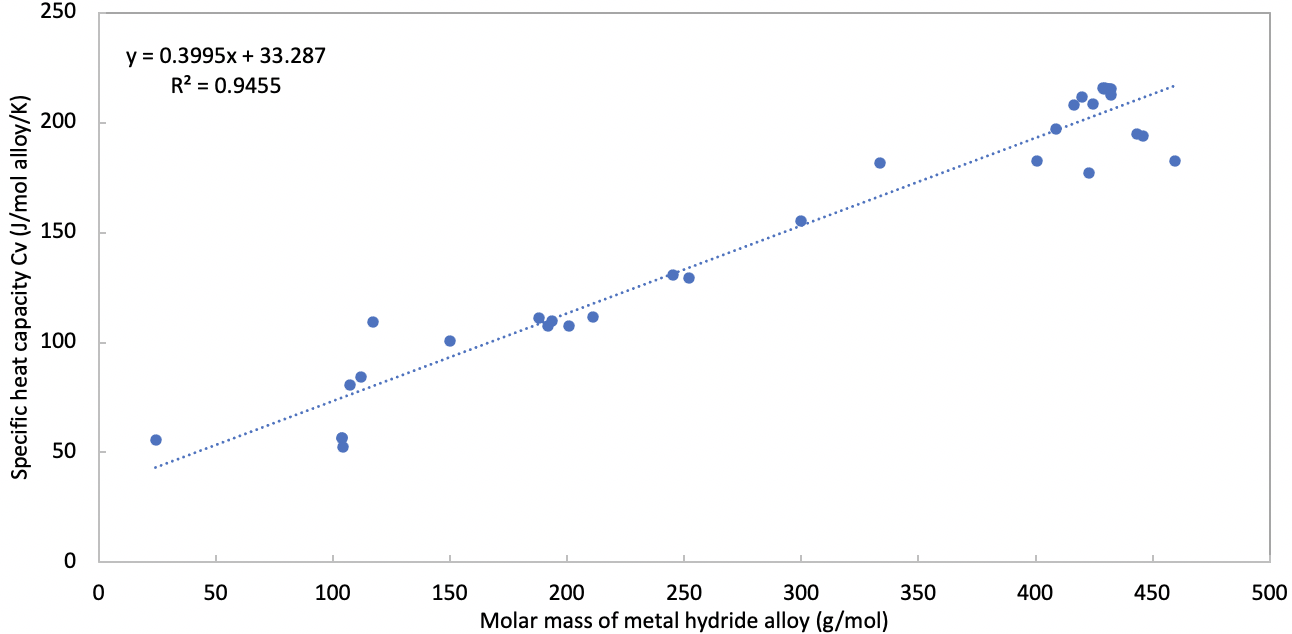 y = 0.3995x + 33.287
R² = 0.9455
Specific heat capacity Cv (J/mol alloy/K)
250
200
150
100
50
0
0 50 100 150 200 250 300 350 400 450 500
Molar mass of metal hydride alloy (g/mol)